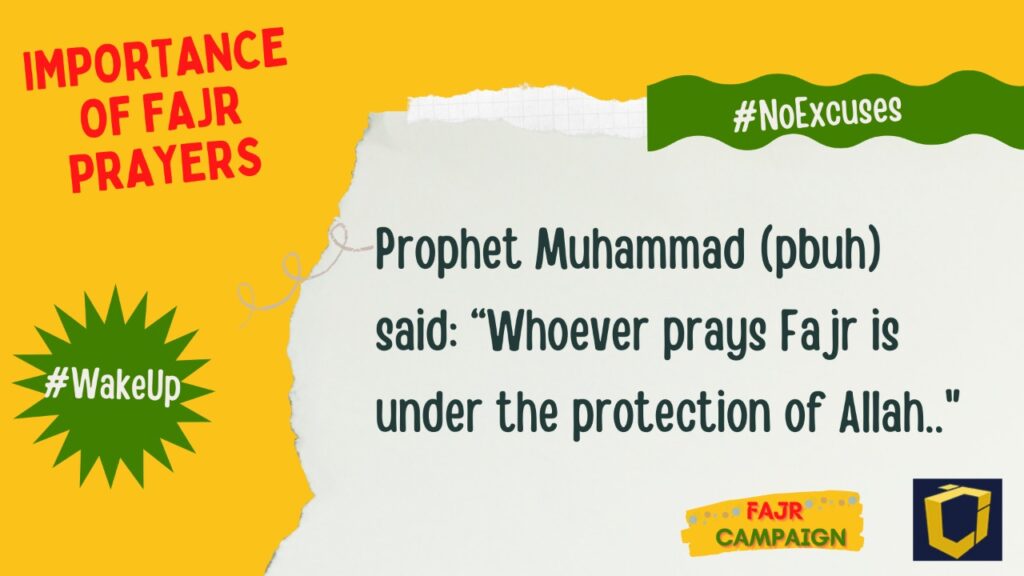 IMPORTANCE
OF FAJR
PRAYERS
#NoExcuses
Prophet Muhammad (pbuh)
said: “Whoever prays Fajr is
under the protection of Allah.."
#WakeUp
FAJR
CAMPAIGN